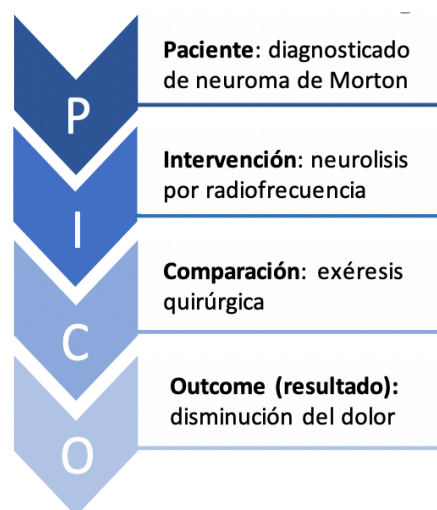 P
Paciente: diagnosticado
de neuroma de Morton
I
Intervención: neurolisis
por radiofrecuencia
C
Comparación: exéresis
quirúrgica
O
Outcome (resultado):
disminución del dolor